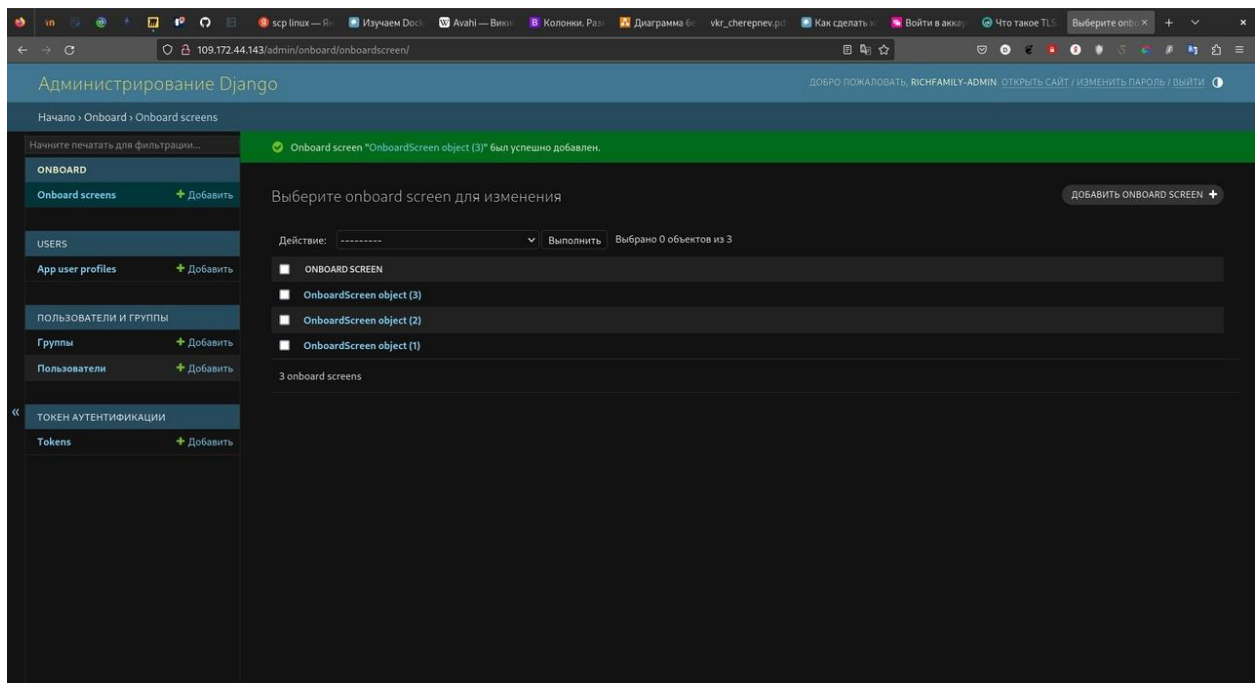 scp linux — Ян
Изучаем Dock
Avahi — Вики
Колонки. Разн
Диаграмма бе
vkr_cherepnev.pd
Как сделать
Войти в аккау
Что такое TLS
Выберите onbo
109.172.44.143/admin/onboard/onboardscreen/
Администрирование Django
ДОБРО ПОЖАЛОВАТЬ, RICHFAMILY-ADMIN. ОТКРЫТЬ САЙТ / ИЗМЕНИТЬ ПАРОЛЬ / ВЫЙТИ
Начало › Onboard › Onboard screens
Начните печатать для фильтрации...
ONBOARD
Onboard screens + Добавить
USERS
App user profiles + Добавить
ПОЛЬЗОВАТЕЛИ И ГРУППЫ
Группы + Добавить
Пользователи + Добавить
«
ТОКЕН АУТЕНТИФИКАЦИИ
Tokens + Добавить
Onboard screen "OnboardScreen object (3)" был успешно добавлен.
Выберите onboard screen для изменения
ДОБАВИТЬ ONBOARD SCREEN +
Действие: --------- Выполнить Выбрано 0 объектов из 3
ONBOARD SCREEN
OnboardScreen object (3)
OnboardScreen object (2)
OnboardScreen object (1)
3 onboard screens